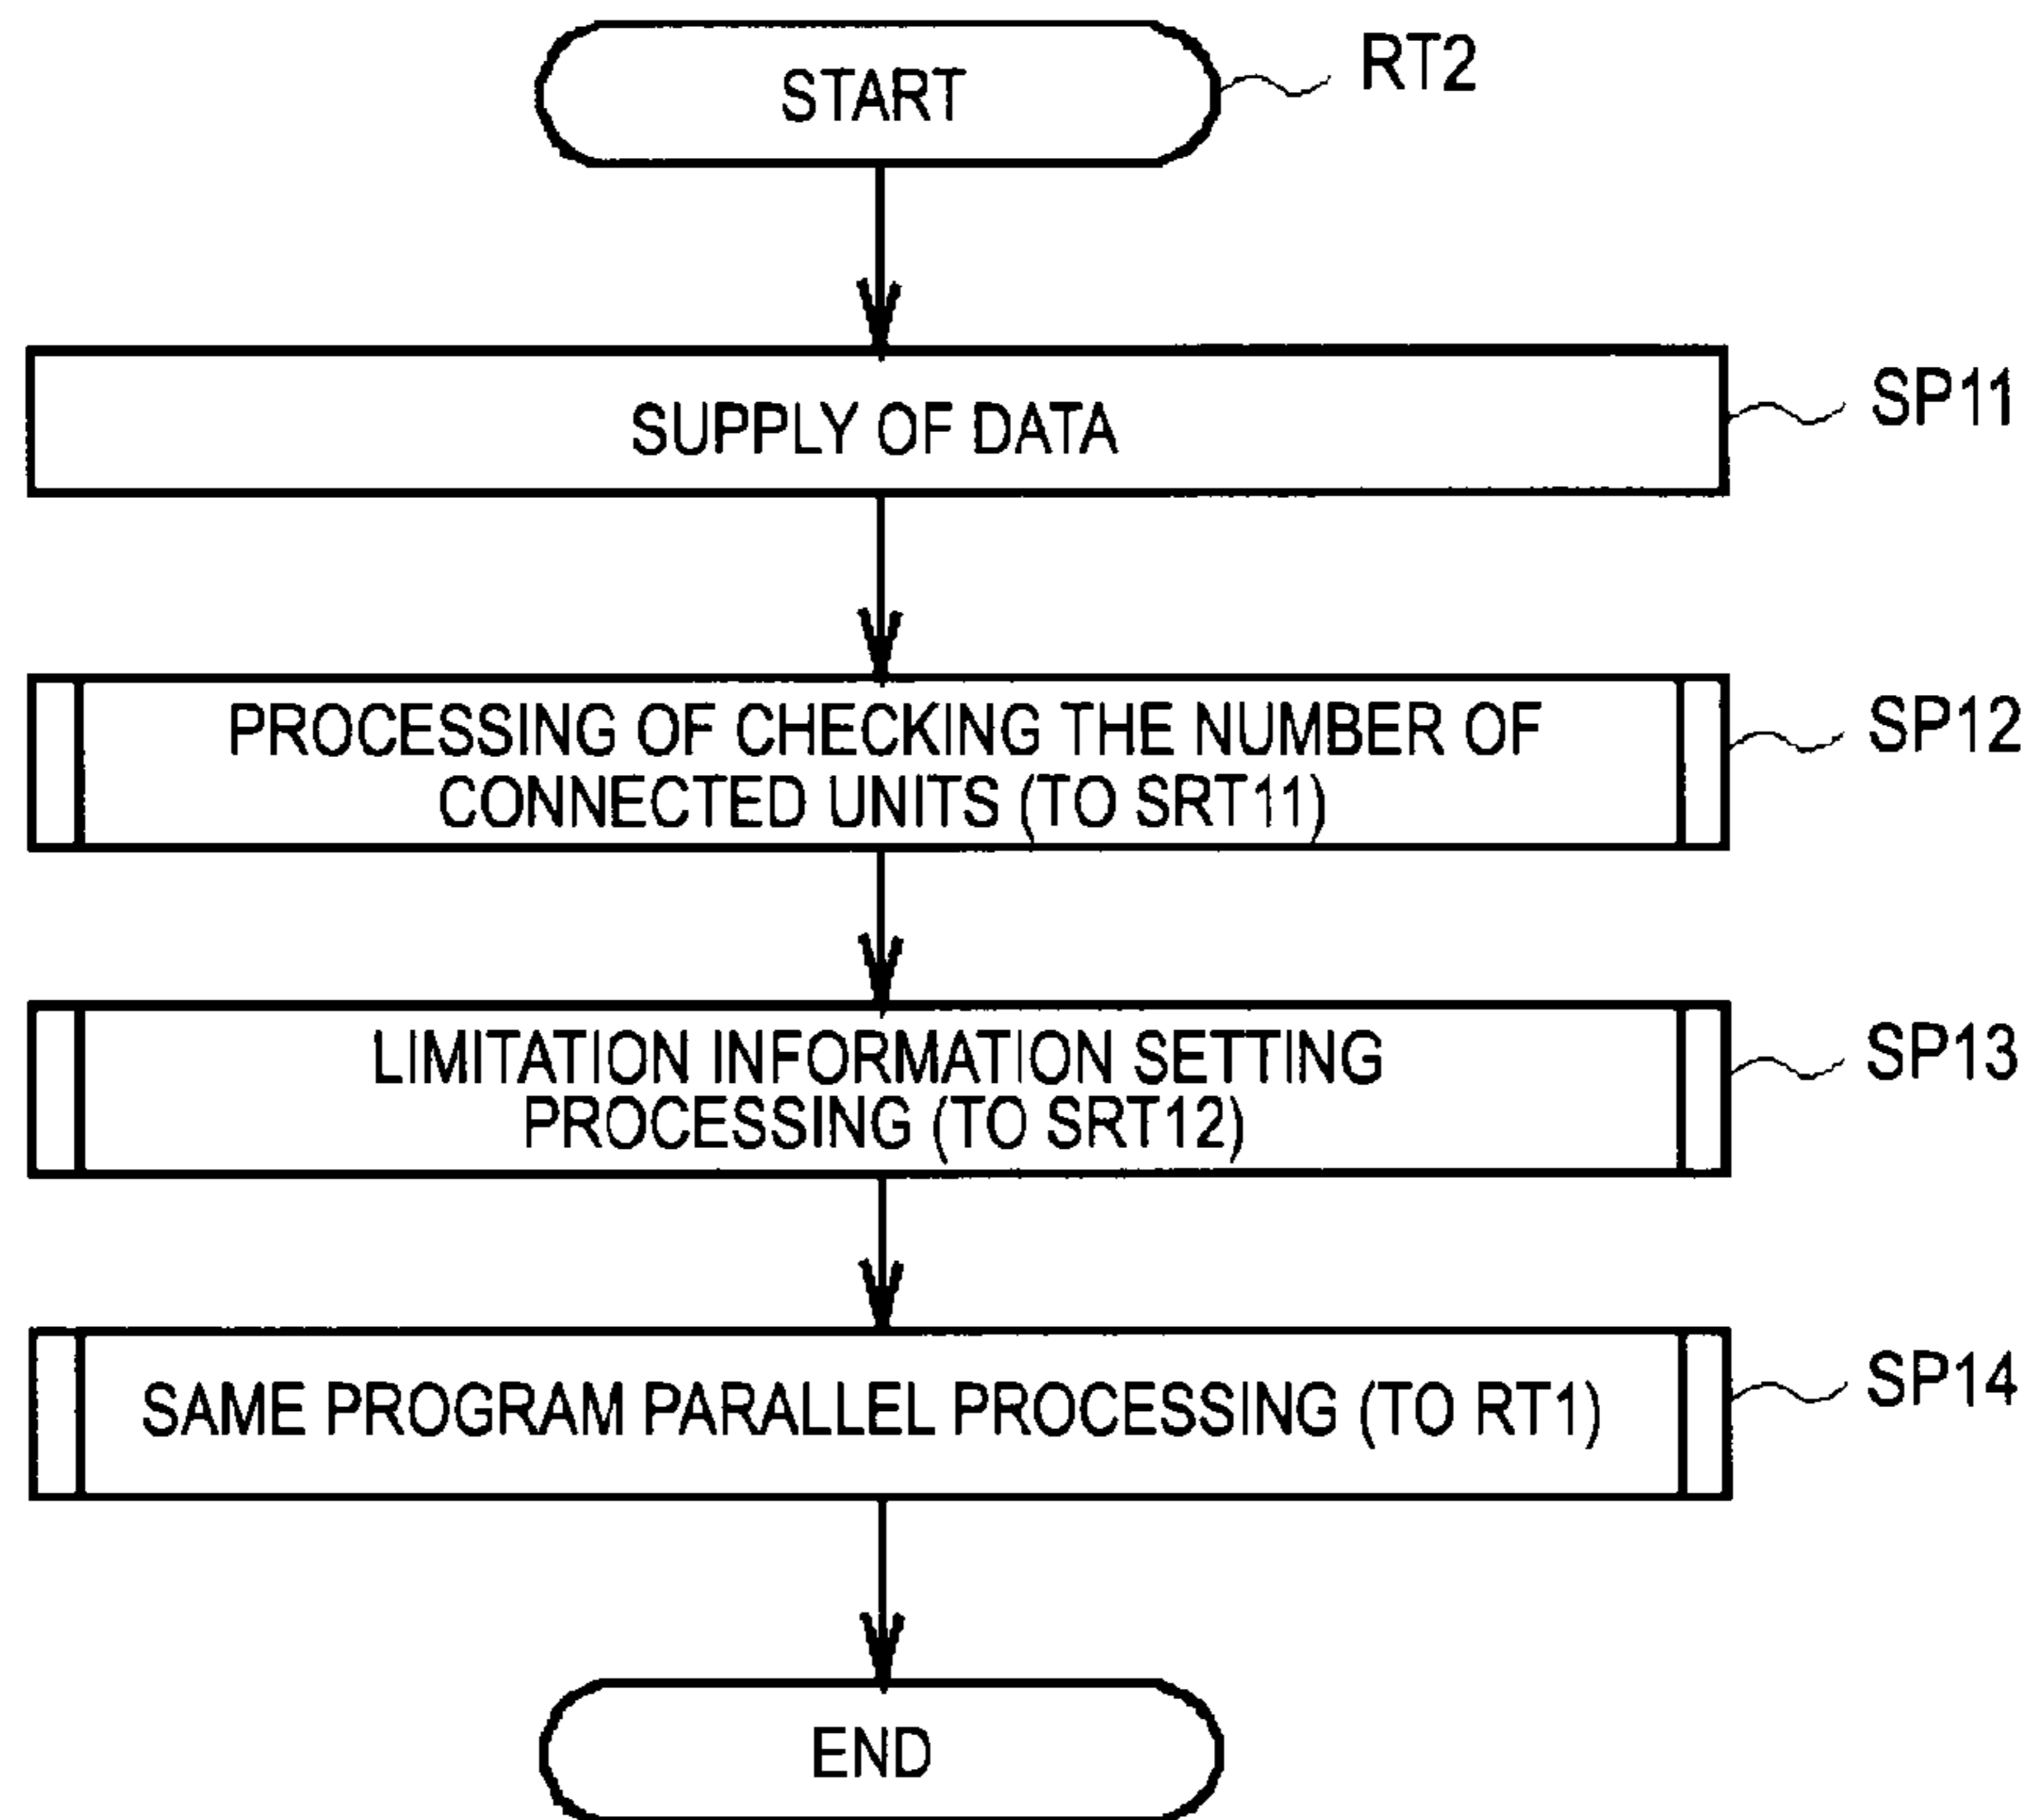 START
RT2
SUPPLY OF DATA
SP11
PROCESSING OF CHECKING THE NUMBER OF
CONNECTED UNITS (TO SRT11)
SP12
LIMITATION INFORMATION SETTING
PROCESSING (TO SRT12)
SP13
SAME PROGRAM PARALLEL PROCESSING (TO RT1)
SP14
END